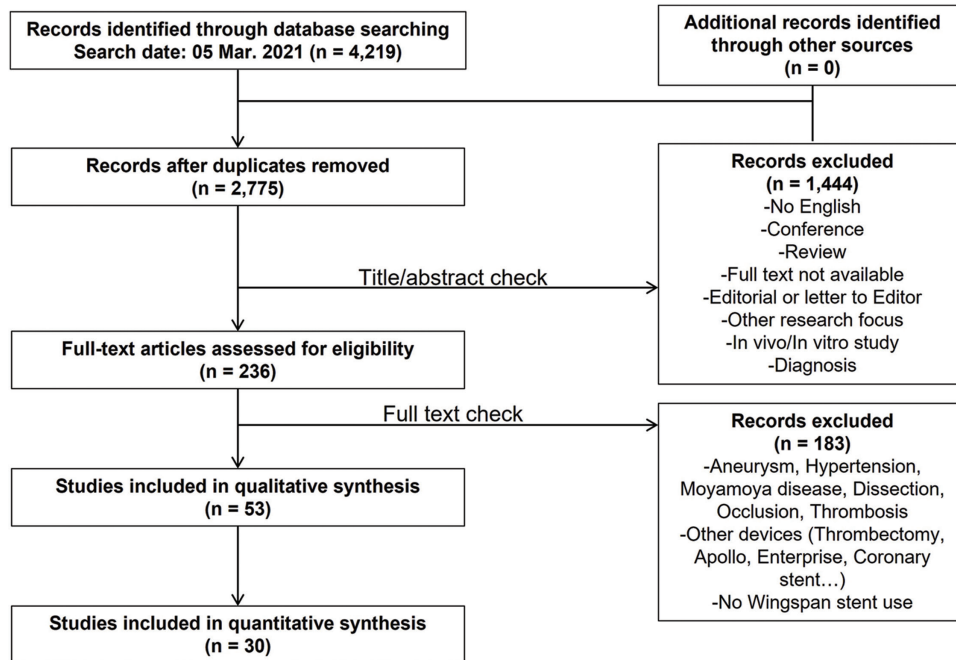 Records identified through database searching
Search date: 05 Mar. 2021 (n = 4,219)
Additional records identified
through other sources
(n = 0)
Records after duplicates removed
(n = 2,775)
Records excluded
(n = 1,444)
-No English
-Conference
-Review
-Full text not available
-Editorial or letter to Editor
-Other research focus
-In vivo/In vitro study
-Diagnosis
Title/abstract check
Full-text articles assessed for eligibility
(n = 236)
Full text check
Records excluded
(n = 183)
-Aneurysm, Hypertension,
Moyamoya disease, Dissection,
Occlusion, Thrombosis
-Other devices (Thrombectomy,
Apollo, Enterprise, Coronary
stent…)
-No Wingspan stent use
Studies included in qualitative synthesis
(n = 53)
Studies included in quantitative synthesis
(n = 30)